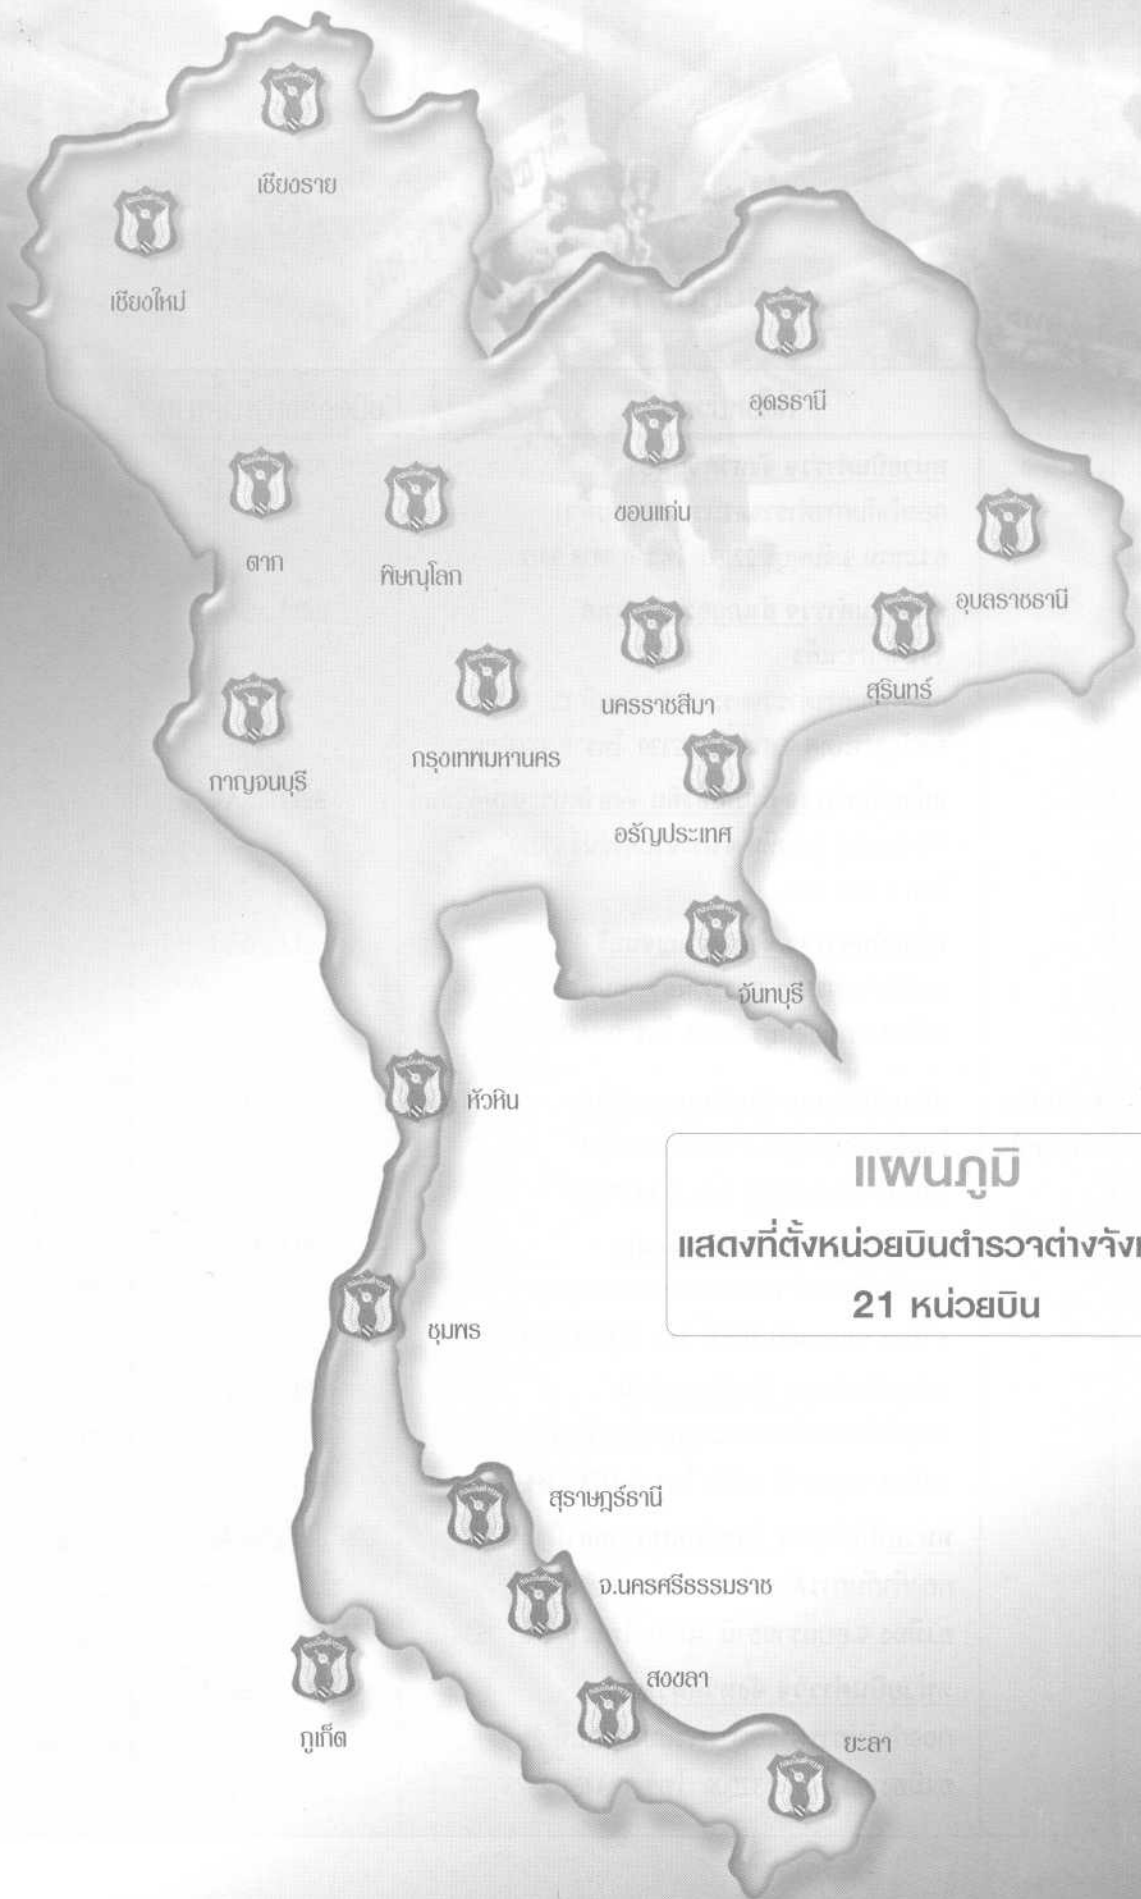 เชียงราย
เชียงใหม่
อุดรธานี
ขอนแก่น
ตาก
พิษณุโลก
อุบลราชธานี
สุรินทร์
นครราชสีมา
กรุงเทพมหานคร
กาญจนบุรี
อรัญประเทศ
จันทบุรี
หัวหิน
แผนภูมิ
แสดงที่ตั้งหน่วยบินตำรวจต่างจัง
21 หน่วยบิน
ชุมพร
สุราษฎร์ธานี
จ.นครศรีธรรมราช
สงขลา
ภูเก็ต
ยะลา